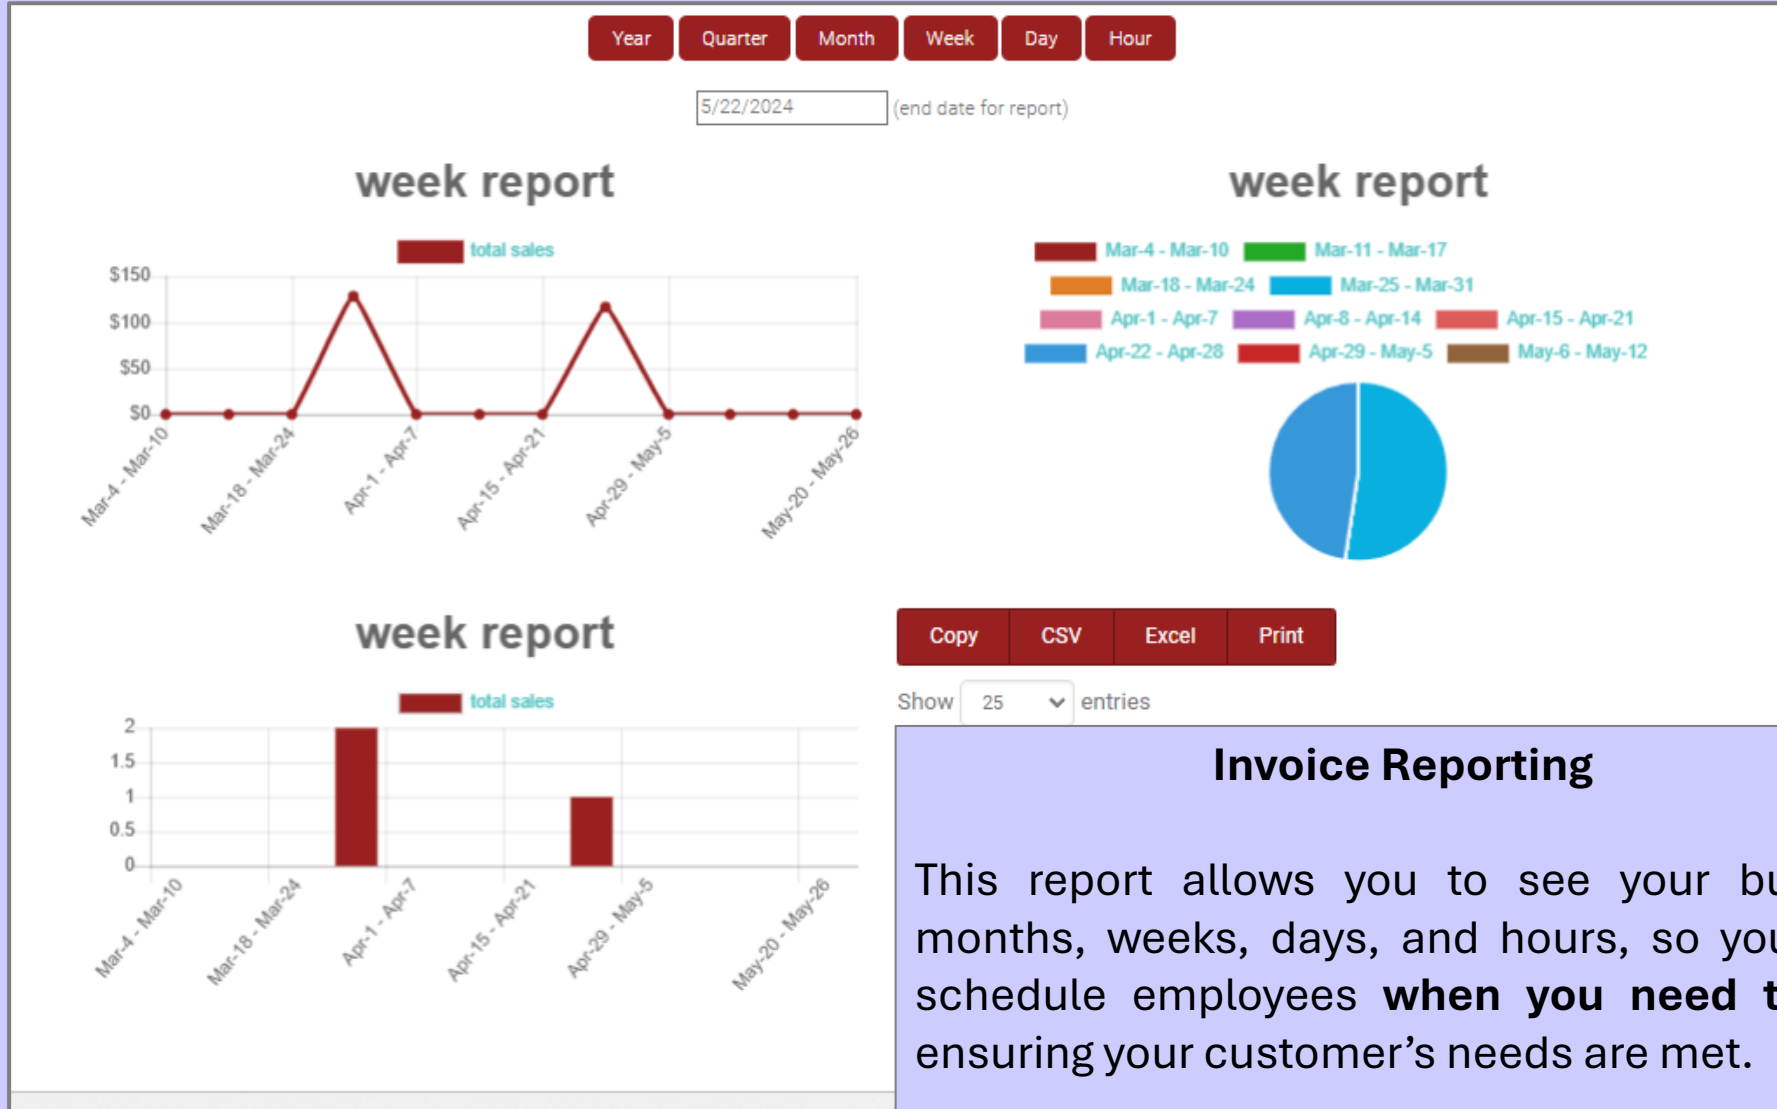 Year Quarter Month Week Day Hour
5/22/2024 (end date for report)
week report
total sales
$150
$100
$50
$0
Mar-4 - Mar-10
Mar-18 - Mar-24
Apr-1 - Apr-7
Apr-15 - Apr-21
Apr-29 - May-5
May-20 - May-26
week report
Mar-4 - Mar-10 Mar-11 - Mar-17
Mar-18 - Mar-24 Mar-25 - Mar-31
Apr-1 - Apr-7 Apr-8 - Apr-14 Apr-15 - Apr-21
Apr-22 - Apr-28 Apr-29 - May-5 May-6 - May-12
week report
total sales
2
1.5
1
0.5
0
Mar-4 - Mar-10
Mar-18 - Mar-24
Apr-1 - Apr-7
Apr-15 - Apr-21
Apr-29 - May-5
May-20 - May-26
Copy CSV Excel Print
Show 25 entries
Invoice Reporting
This report allows you to see your
months, weeks, days, and hours, so
schedule employees when you need
ensuring your customer’s needs are met.